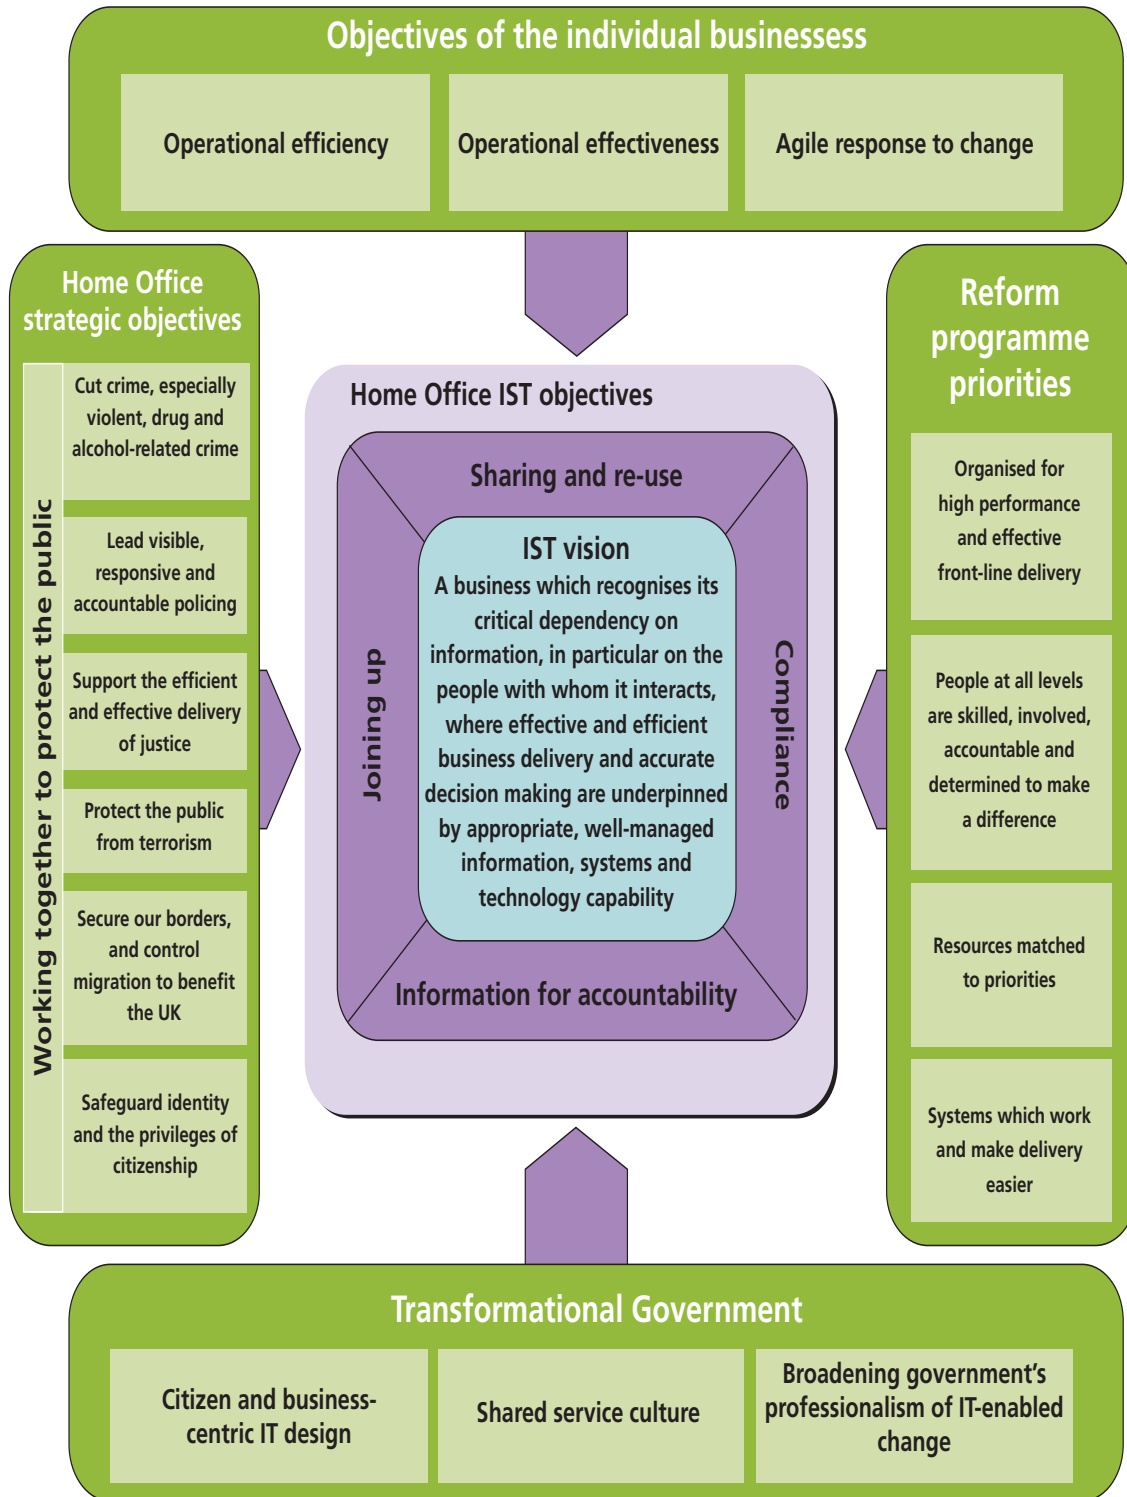 Objectives of the individual businessess
Operational efficiency
Operational effectiveness
Agile response to change
Home Office
strategic objectives
Working together to protect the public
Cut crime, especially
violent, drug and
alcohol-related crime
Lead visible,
responsive and
accountable policing
Support the efficient
and effective delivery
of justice
Protect the public
from terrorism
Secure our borders,
and control
migration to benefit
the UK
Safeguard identity
and the privileges of
citizenship
Home Office IST objectives
Sharing and re-use
Joining up
IST vision
A business which recognises its
critical dependency on
information, in particular on the
people with whom it interacts,
where effective and efficient
business delivery and accurate
decision making are underpinned
by appropriate, well-managed
information, systems and
technology capability
Compliance
Information for accountability
Reform
programme
priorities
Organised for
high performance
and effective
front-line delivery
People at all levels
are skilled, involved,
accountable and
determined to make
a difference
Resources matched
to priorities
Systems which work
and make delivery
easier
Transformational Government
Citizen and business-
centric IT design
Shared service culture
Broadening government's
professionalism of IT-enabled
change